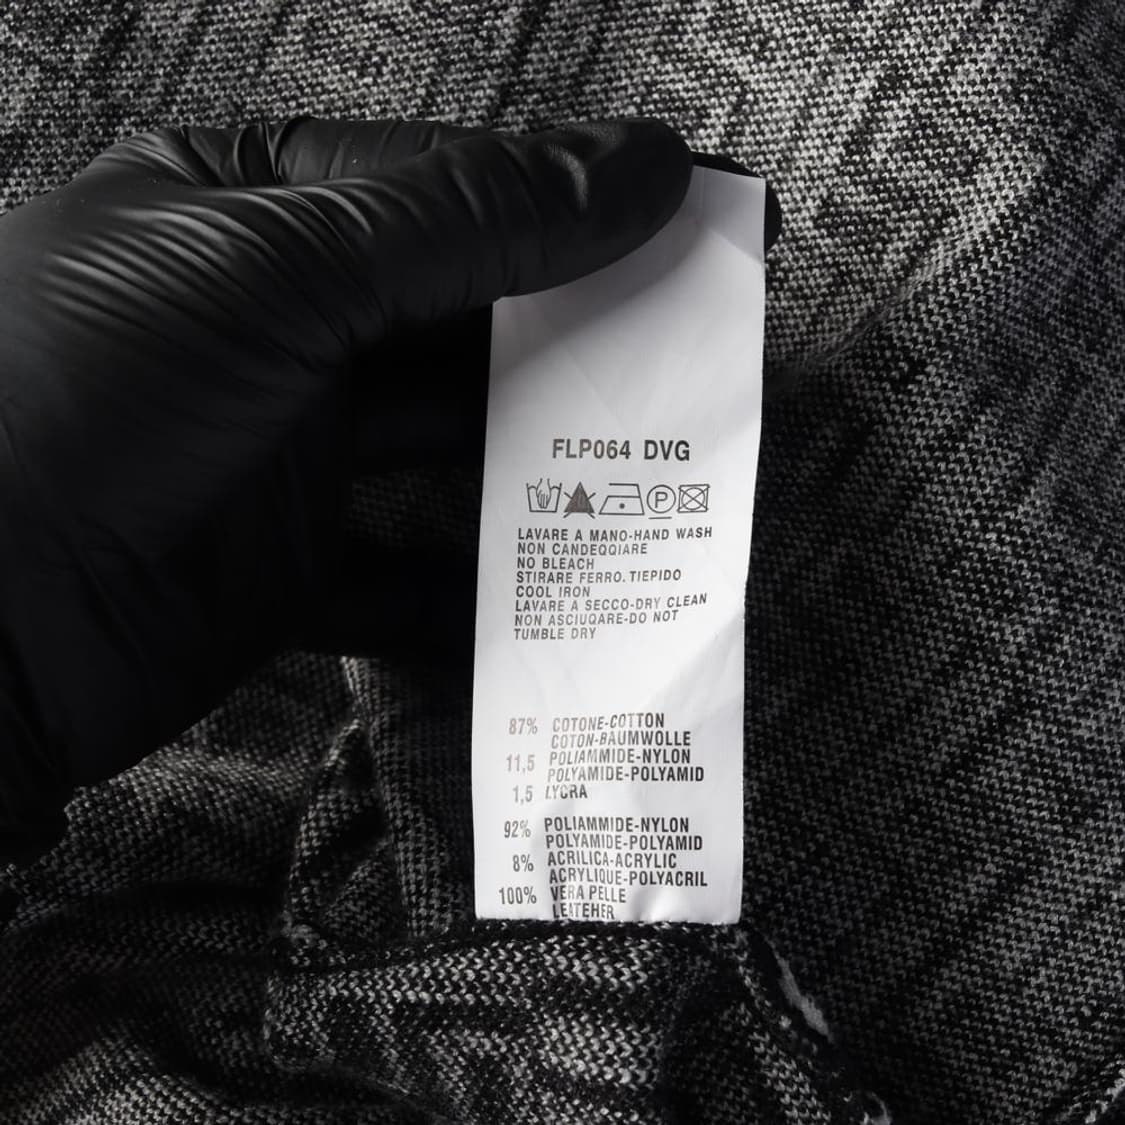 FLP064 DVG
P
LAVARE A MANO-HAND WASH
NON CANDEQQIARE
NO BLEACH
STIRARE FERRO. TIEPIDO
COOL IRON
LAVARE A SECCO-DRY CLEAN
NON ASCIUQARE-DO NOT
TUMBLE DRY
87% COTONE-COTTON
COTON-BAUMWOLLE
11,5 POLIAMMIDE-NYLON
POLYAMIDE-POLYAMID
1,5 LYCRA
92% POLIAMMIDE-NYLON
POLYAMIDE-POLYAMID
8% ACRILICA-ACRYLIC
ACRYLIQUE-POLYACRIL
100% VERA PELLE
LEATEHER